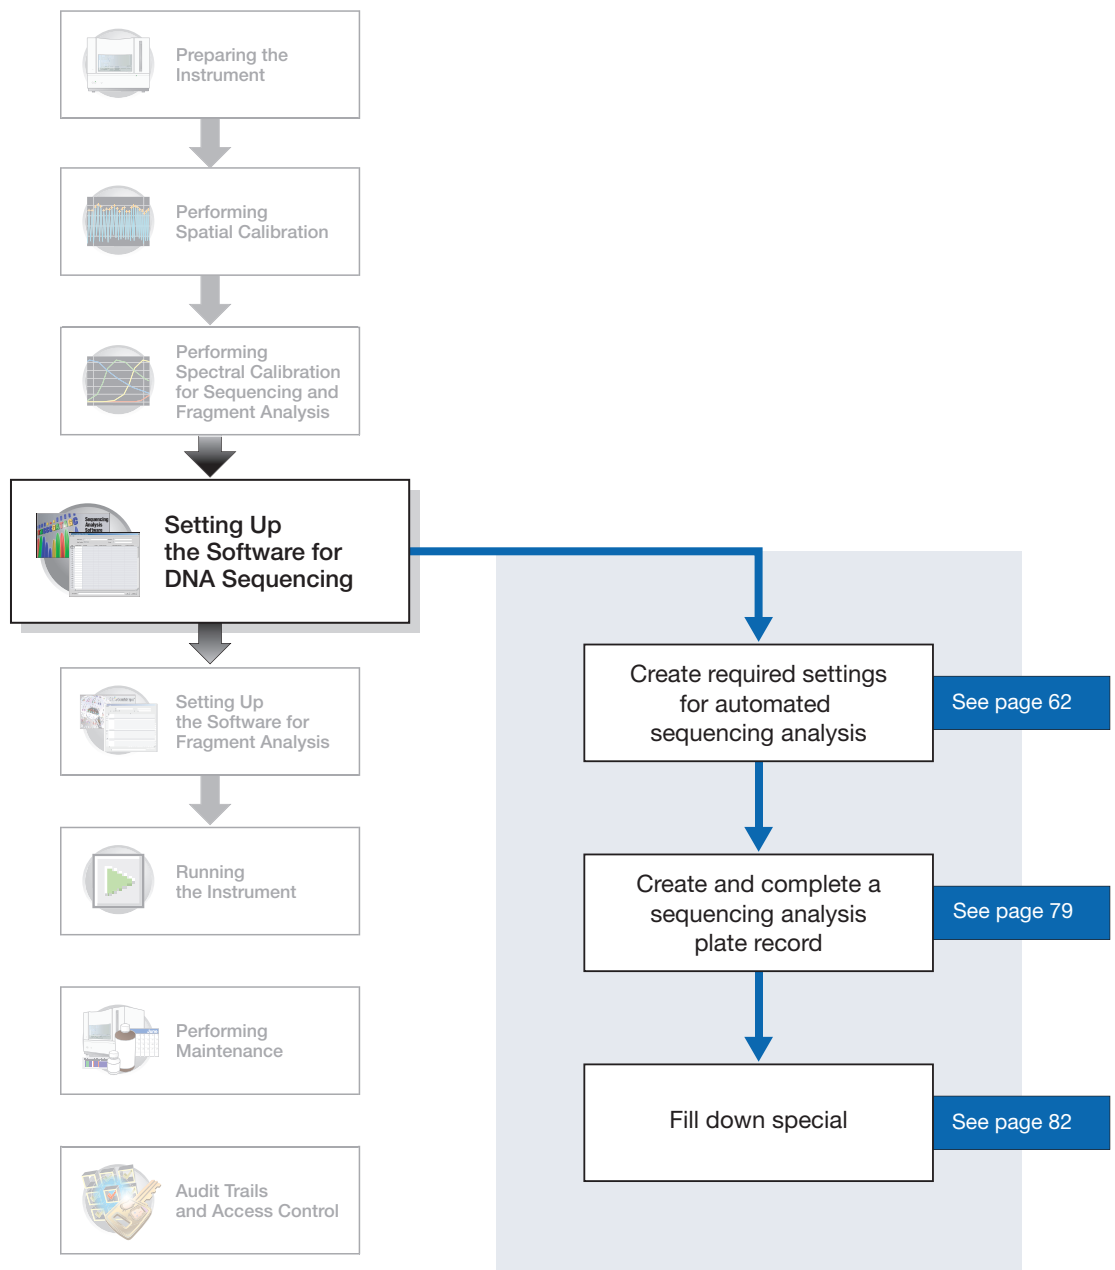 Preparing the
Instrument
Performing
Spatial Calibration
Performing
Spectral Calibration
for Sequencing and
Fragment Analysis
Sequencing
Analysis
Software
Setting Up
the Software for
DNA Sequencing
Setting Up
the Software for
Fragment Analysis
Running
the Instrument
Performing
Maintenance
Audit Trails
and Access Control
Create required settings
for automated
sequencing analysis
See page 62
Create and complete a
sequencing analysis
plate record
See page 79
Fill down special
See page 82